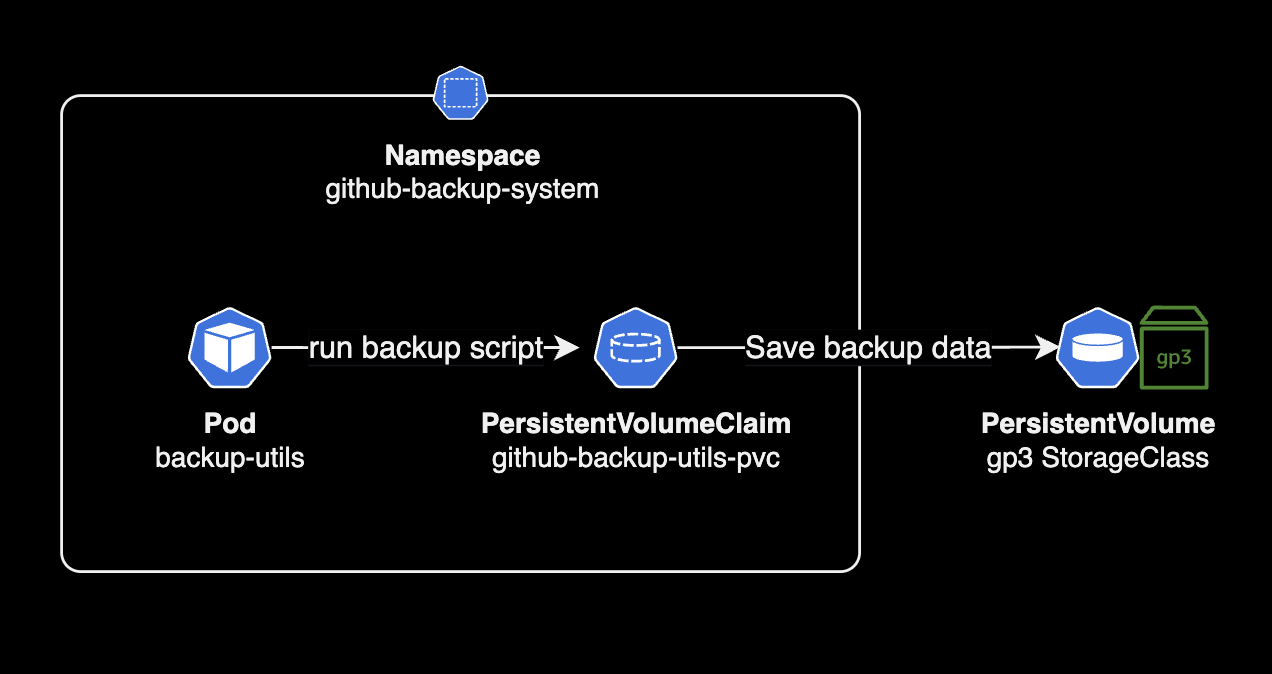 Namespace
github-backup-system
run backup script
Save backup data
gp3
Pod
backup-utils
PersistentVolumeClaim
github-backup-utils-pvc
PersistentVolume
gp3 StorageClass